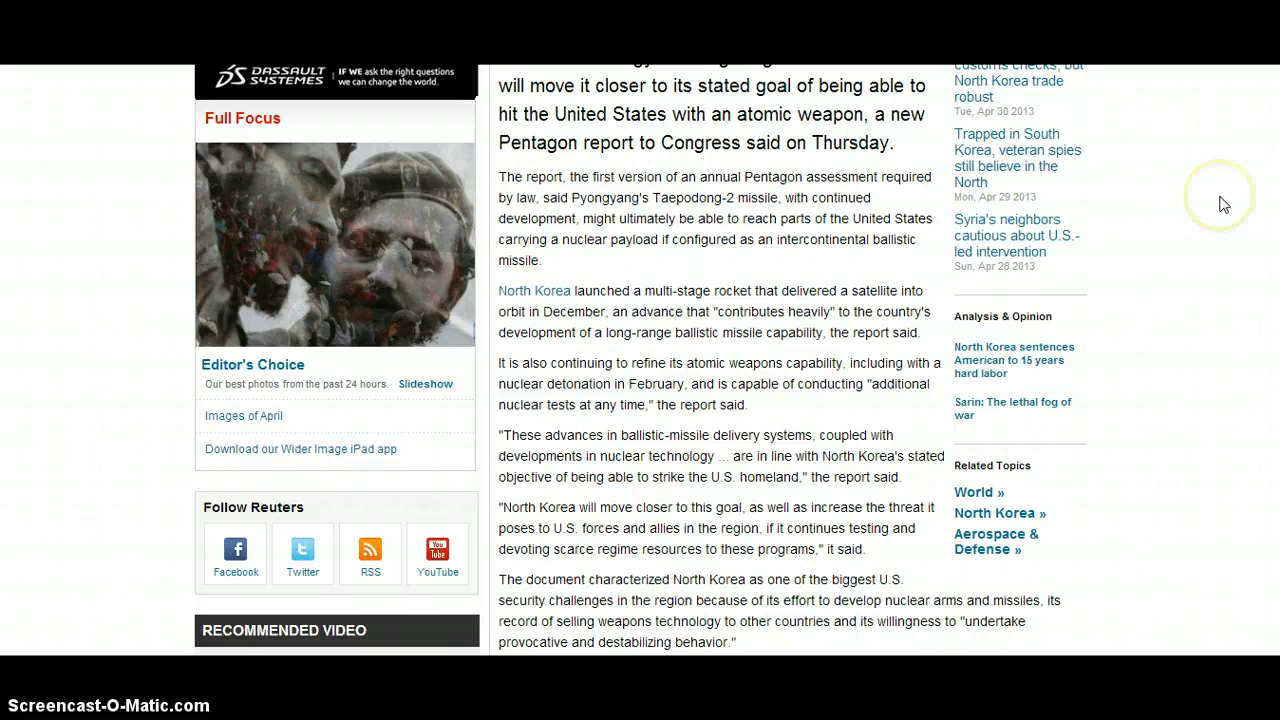 DASSAULT SYSTEMES
IF WE ask the right questions
we can change the world.
Full Focus
Editor's Choice
Our best photos from the past 24 hours. Slideshow
Images of April
Download our Wider Image iPad app
Follow Reuters
Facebook
Twitter
RSS
YouTube
RECOMMENDED VIDEO
will move it closer to its stated goal of being able to
hit the United States with an atomic weapon, a new
Pentagon report to Congress said on Thursday.
The report, the first version of an annual Pentagon assessment required
by law, said Pyongyang's Taepodong-2 missile, with continued
development, might ultimately be able to reach parts of the United States
carrying a nuclear payload if configured as an intercontinental ballistic
missile.
North Korea launched a multi-stage rocket that delivered a satellite into
orbit in December, an advance that "contributes heavily" to the country's
development of a long-range ballistic missile capability, the report said.
It is also continuing to refine its atomic weapons capability, including with a
nuclear detonation in February, and is capable of conducting "additional
nuclear tests at any time," the report said.
"These advances in ballistic-missile delivery systems, coupled with
developments in nuclear technology ... are in line with North Korea's stated
objective of being able to strike the U.S. homeland," the report said.
"North Korea will move closer to this goal, as well as increase the threat it
poses to U.S. forces and allies in the region, if it continues testing and
devoting scarce regime resources to these programs," it said.
The document characterized North Korea as one of the biggest U.S.
security challenges in the region because of its effort to develop nuclear arms and missiles, its
record of selling weapons technology to other countries and its willingness to "undertake
provocative and destabilizing behavior."
customs checks, but
North Korea trade
robust
Tue, Apr 30 2013
Trapped in South
Korea, veteran spies
still believe in the
North
Mon, Apr 29 2013
Syria's neighbors
cautious about U.S.-
led intervention
Sun, Apr 28 2013
Analysis & Opinion
North Korea sentences
American to 15 years
hard labor
Sarin: The lethal fog of
war
Related Topics
World »
North Korea »
Aerospace &
Defense »
Screencast-O-Matic.com